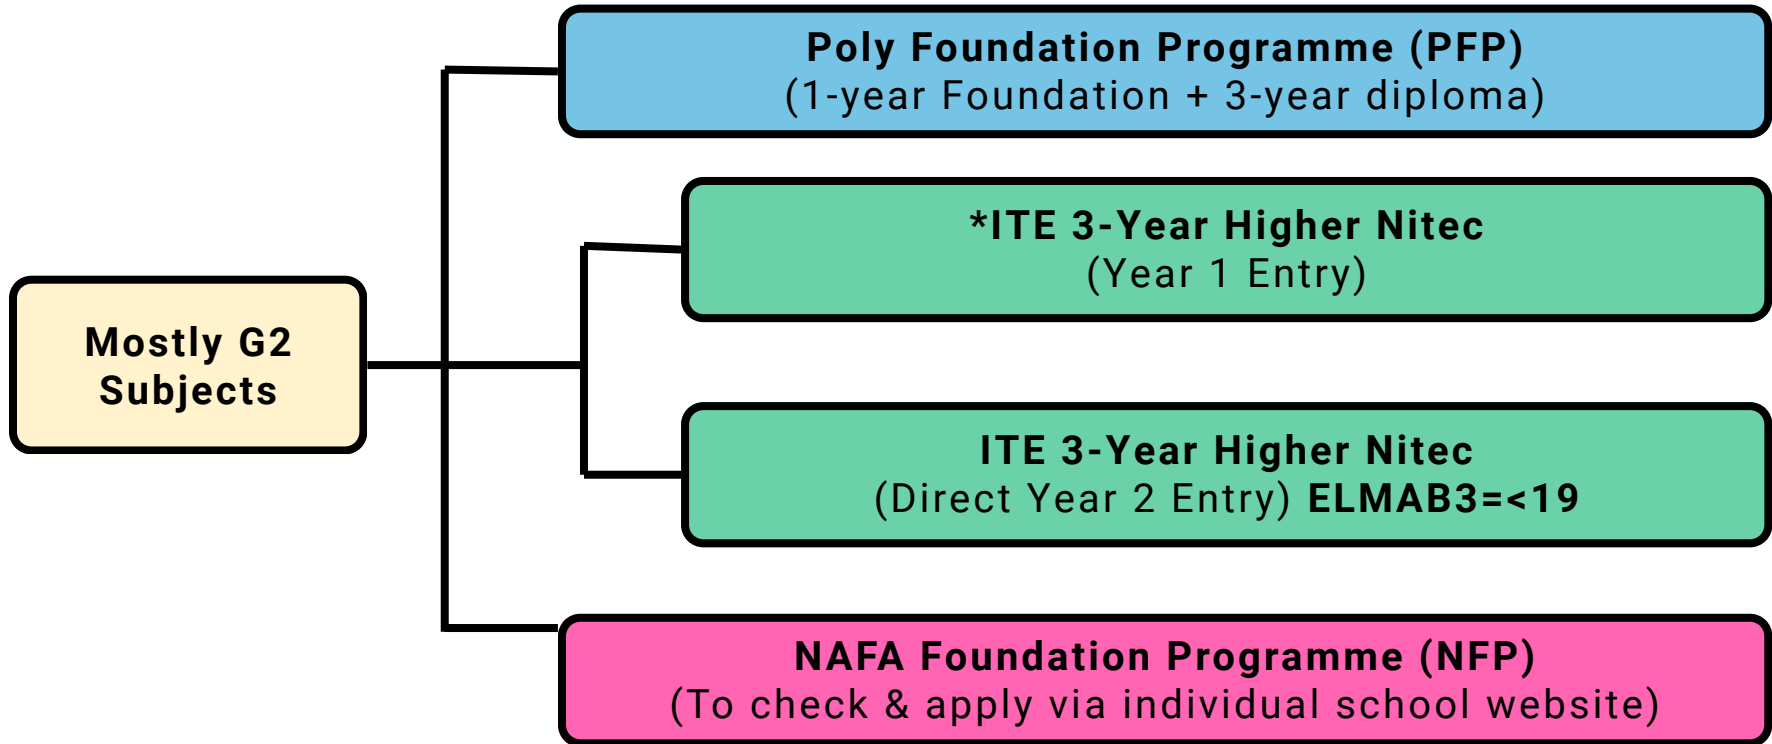 Poly Foundation Programme (PFP)
(1-year Foundation + 3-year diploma)
*ITE 3-Year Higher Nitec
(Year 1 Entry)
Mostly G2
Subjects
ITE 3-Year Higher Nitec
(Direct Year 2 Entry) ELMAB3=<19
NAFA Foundation Programme (NFP)
(To check & apply via individual school website)